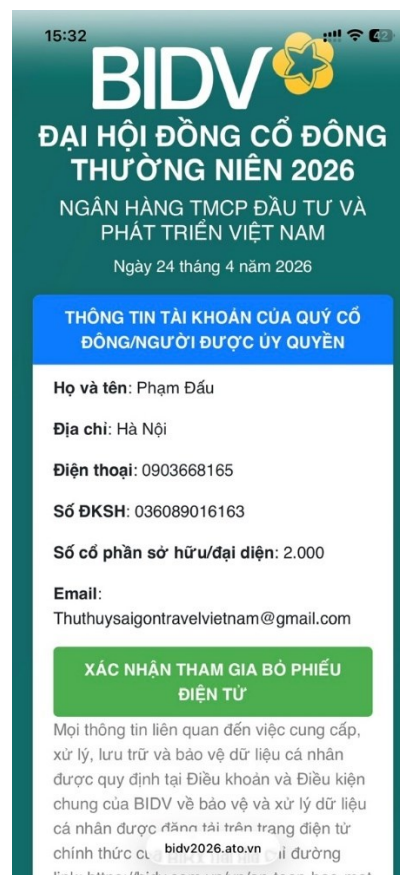 15:32
42
BIDV
ĐẠI HỘI ĐỒNG CỔ ĐÔNG
THƯỜNG NIÊN 2026
NGÂN HÀNG TMCP ĐẦU TƯ VÀ
PHÁT TRIỂN VIỆT NAM
Ngày 24 tháng 4 năm 2026
THÔNG TIN TÀI KHOẢN CỦA QUÝ CỔ
ĐÔNG/NGƯỜI ĐƯỢC ỦY QUYỀN
Họ và tên: Phạm Đấu
Địa chỉ: Hà Nội
Điện thoại: 0903668165
Số ĐKSH: 036089016163
Số cổ phần sở hữu/đại diện: 2.000
Email:
Thuthuysaigontravelvietnam@gmail.com
XÁC NHẬN THAM GIA BỎ PHIẾU
ĐIỆN TỬ
Mọi thông tin liên quan đến việc cung cấp,
xử lý, lưu trữ và bảo vệ dữ liệu cá nhân
được quy định tại Điều khoản và Điều kiện
chung của BIDV về bảo vệ và xử lý dữ liệu
cá nhân được đăng tải trên trang điện tử
chính thức đường
bidv2026.ato.vn